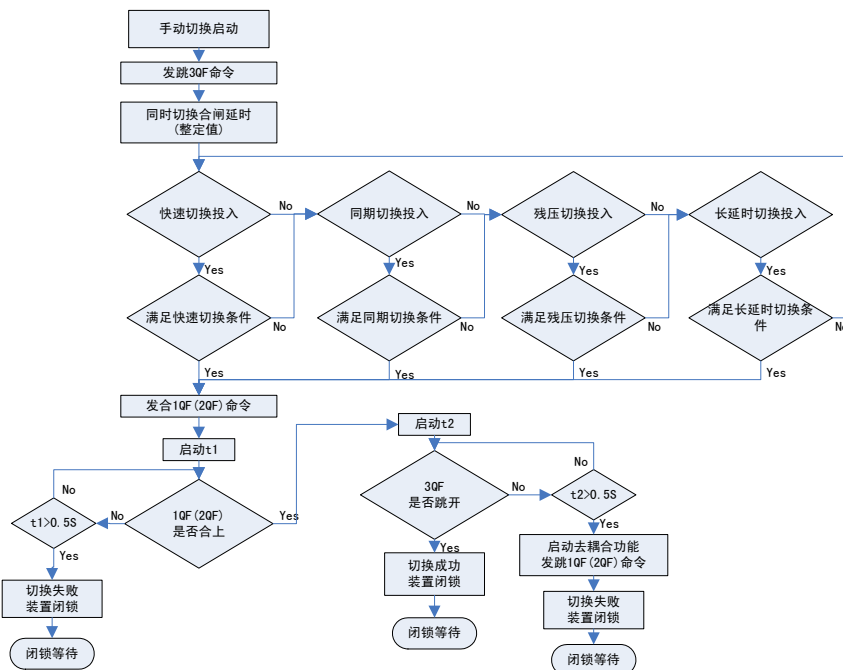 手动切换启动
发跳3QF命令
同时切换合闸延时
(整定值)
快速切换投入
No
同期切换投入
No
残压切换投入
No
长延时切换投入
Yes
Yes
Yes
Yes
满足快速切换条件
No
满足同期切换条件
No
满足残压切换条件
No
满足长延时切换条
件
No
Yes
Yes
Yes
Yes
发合1QF(2QF)命令
启动t1
启动t2
No
t1>0.5S
No
1QF(2QF)
是否合上
Yes
3QF
是否跳开
No
No
t2>0.5S
Yes
切换失败
装置闭锁
闭锁等待
Yes
切换成功
装置闭锁
闭锁等待
Yes
启动去耦合功能
发跳1QF(2QF)命令
切换失败
装置闭锁
闭锁等待